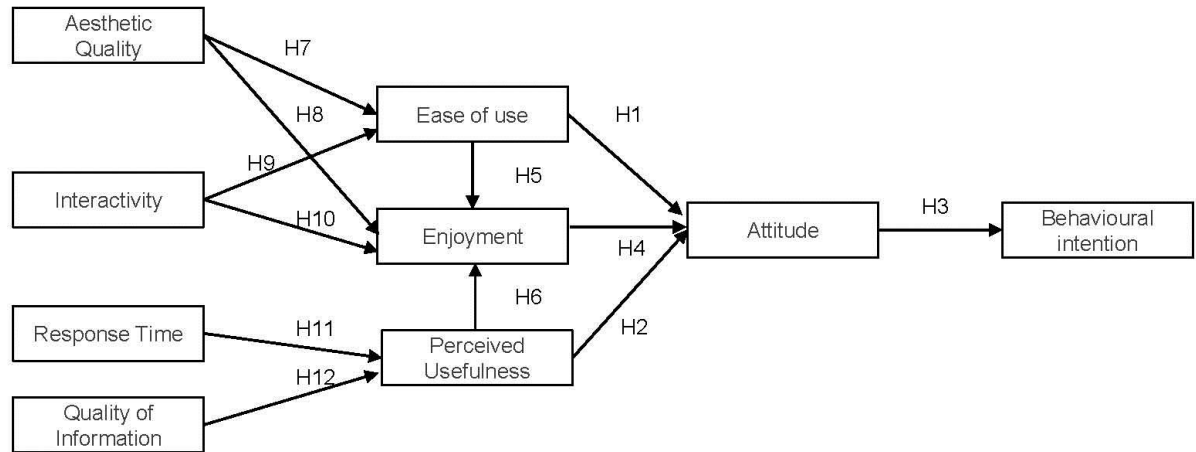 Aesthetic
Quality
H7
H8
Ease of use
H1
H9
H5
Interactivity
H10
Enjoyment
H4
Attitude
H3
Behavioural
intention
H6
Response Time
H11
H2
Perceived
Usefulness
H12
Quality of
Information